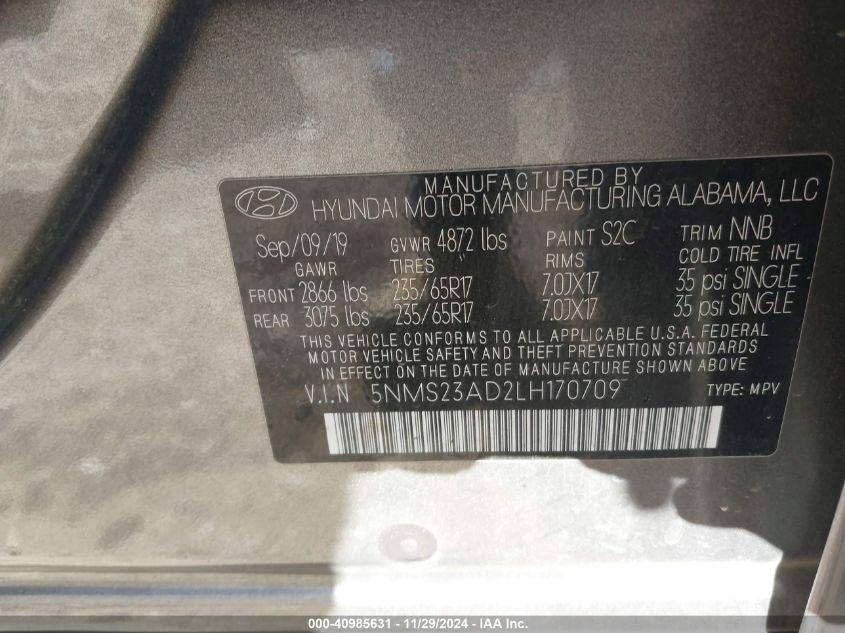 MANUFACTURED BY
HYUNDAI MOTOR MANUFACTURING ALABAMA, LLC
Sep/09/19 GVWR 4872 lbs PAINT S2C TRIM NNB
GAWR TIRES RIMS COLD TIRE INFL
FRONT 2866 lbs 235/65R17 7.0JX17 35 psi SINGLE
REAR 3075 lbs 235/65R17 7.0JX17 35 psi SINGLE
THIS VEHICLE CONFORMS TO ALL APPLICABLE U.S.A. FEDERAL
MOTOR VEHICLE SAFETY AND THEFT PREVENTION STANDARDS
IN EFFECT ON THE DATE OF MANUFACTURE SHOWN ABOVE
V.I.N 5NMS23AD2LH170709 TYPE: MPV
000-40985631 - 11/29/2024 - IAA Inc.